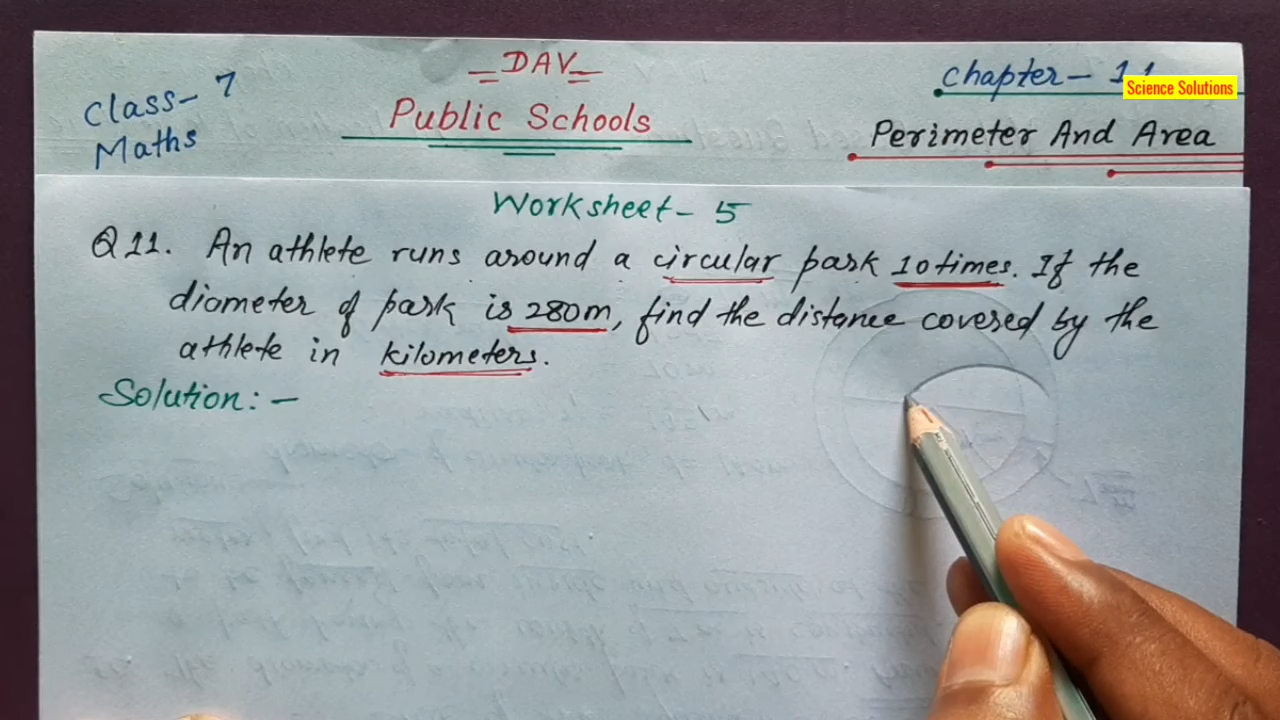 Class- 7
Maths
DAV
Public Schools
Chapter- 11
Science Solutions
Perimeter And Area
Worksheet- 5
Q11. An athlete runs around a circular park 10 times. If the
diameter of park is 280m, find the distance covered by the
athlete in kilometers.
Solution:-